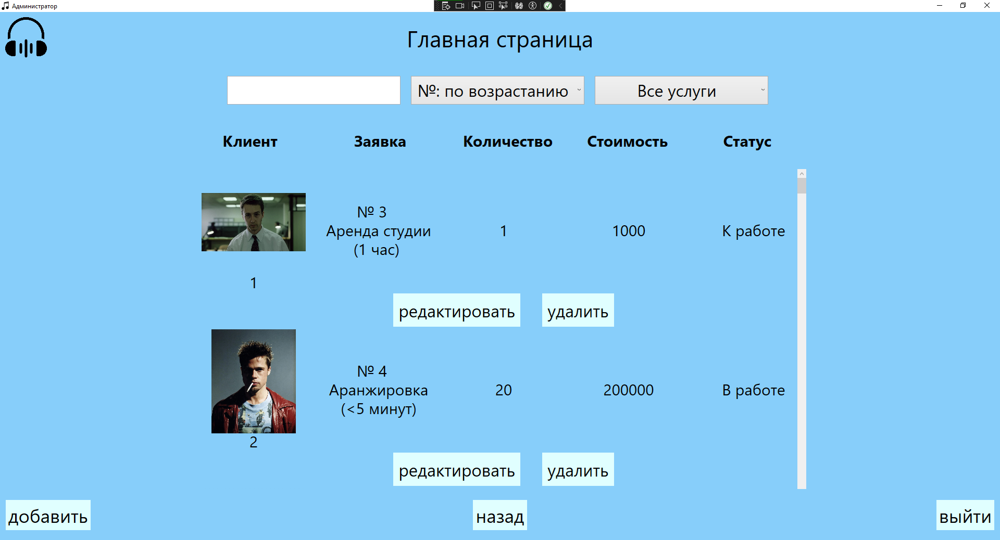 Администратор
Главная страница
№: по возрастанию
Все услуги
Клиент
Заявка
Количество
Стоимость
Статус
№ 3
Аренда студии
(1 час)
1
1000
К работе
1
редактировать
удалить
№ 4
Аранжировка
(<5 минут)
20
200000
В работе
2
редактировать
удалить
добавить
назад
выйти